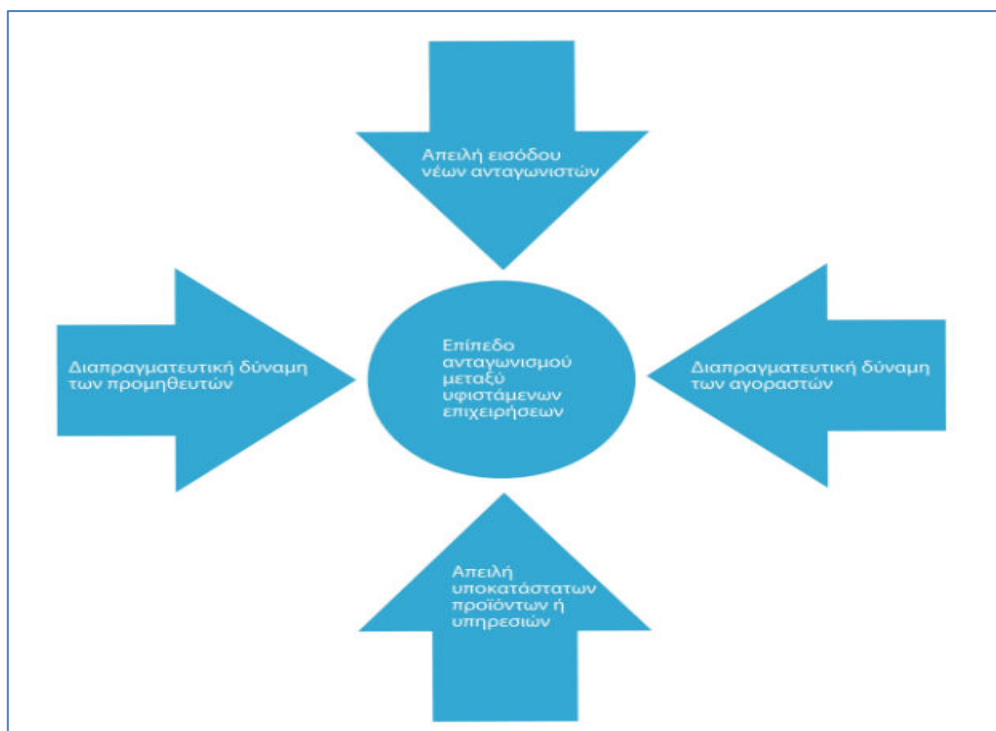 Απειλή εισόδου
νέων ανταγωνιστών
Διαπραγματευτική δύναμη
των προμηθευτών
Επίπεδο
ανταγωνισμού
μεταξύ
υφιστάμενων
επιχειρήσεων
Διαπραγματευτική δύναμη
των αγοραστών
Απειλή
υποκατάστατων
προϊόντων ή
υπηρεσιών